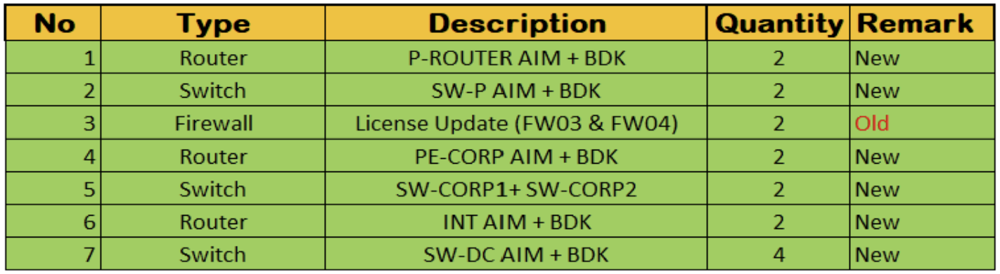 No Type Description Quantity Remark
1 Router P-ROUTER AIM + BDK 2 New
2 Switch SW-P AIM + BDK 2 New
3 Firewall License Update (FW03 & FW04) 2 Old
4 Router PE-CORP AIM + BDK 2 New
5 Switch SW-CORP1+ SW-CORP2 2 New
6 Router INT AIM + BDK 2 New
7 Switch SW-DC AIM + BDK 4 New